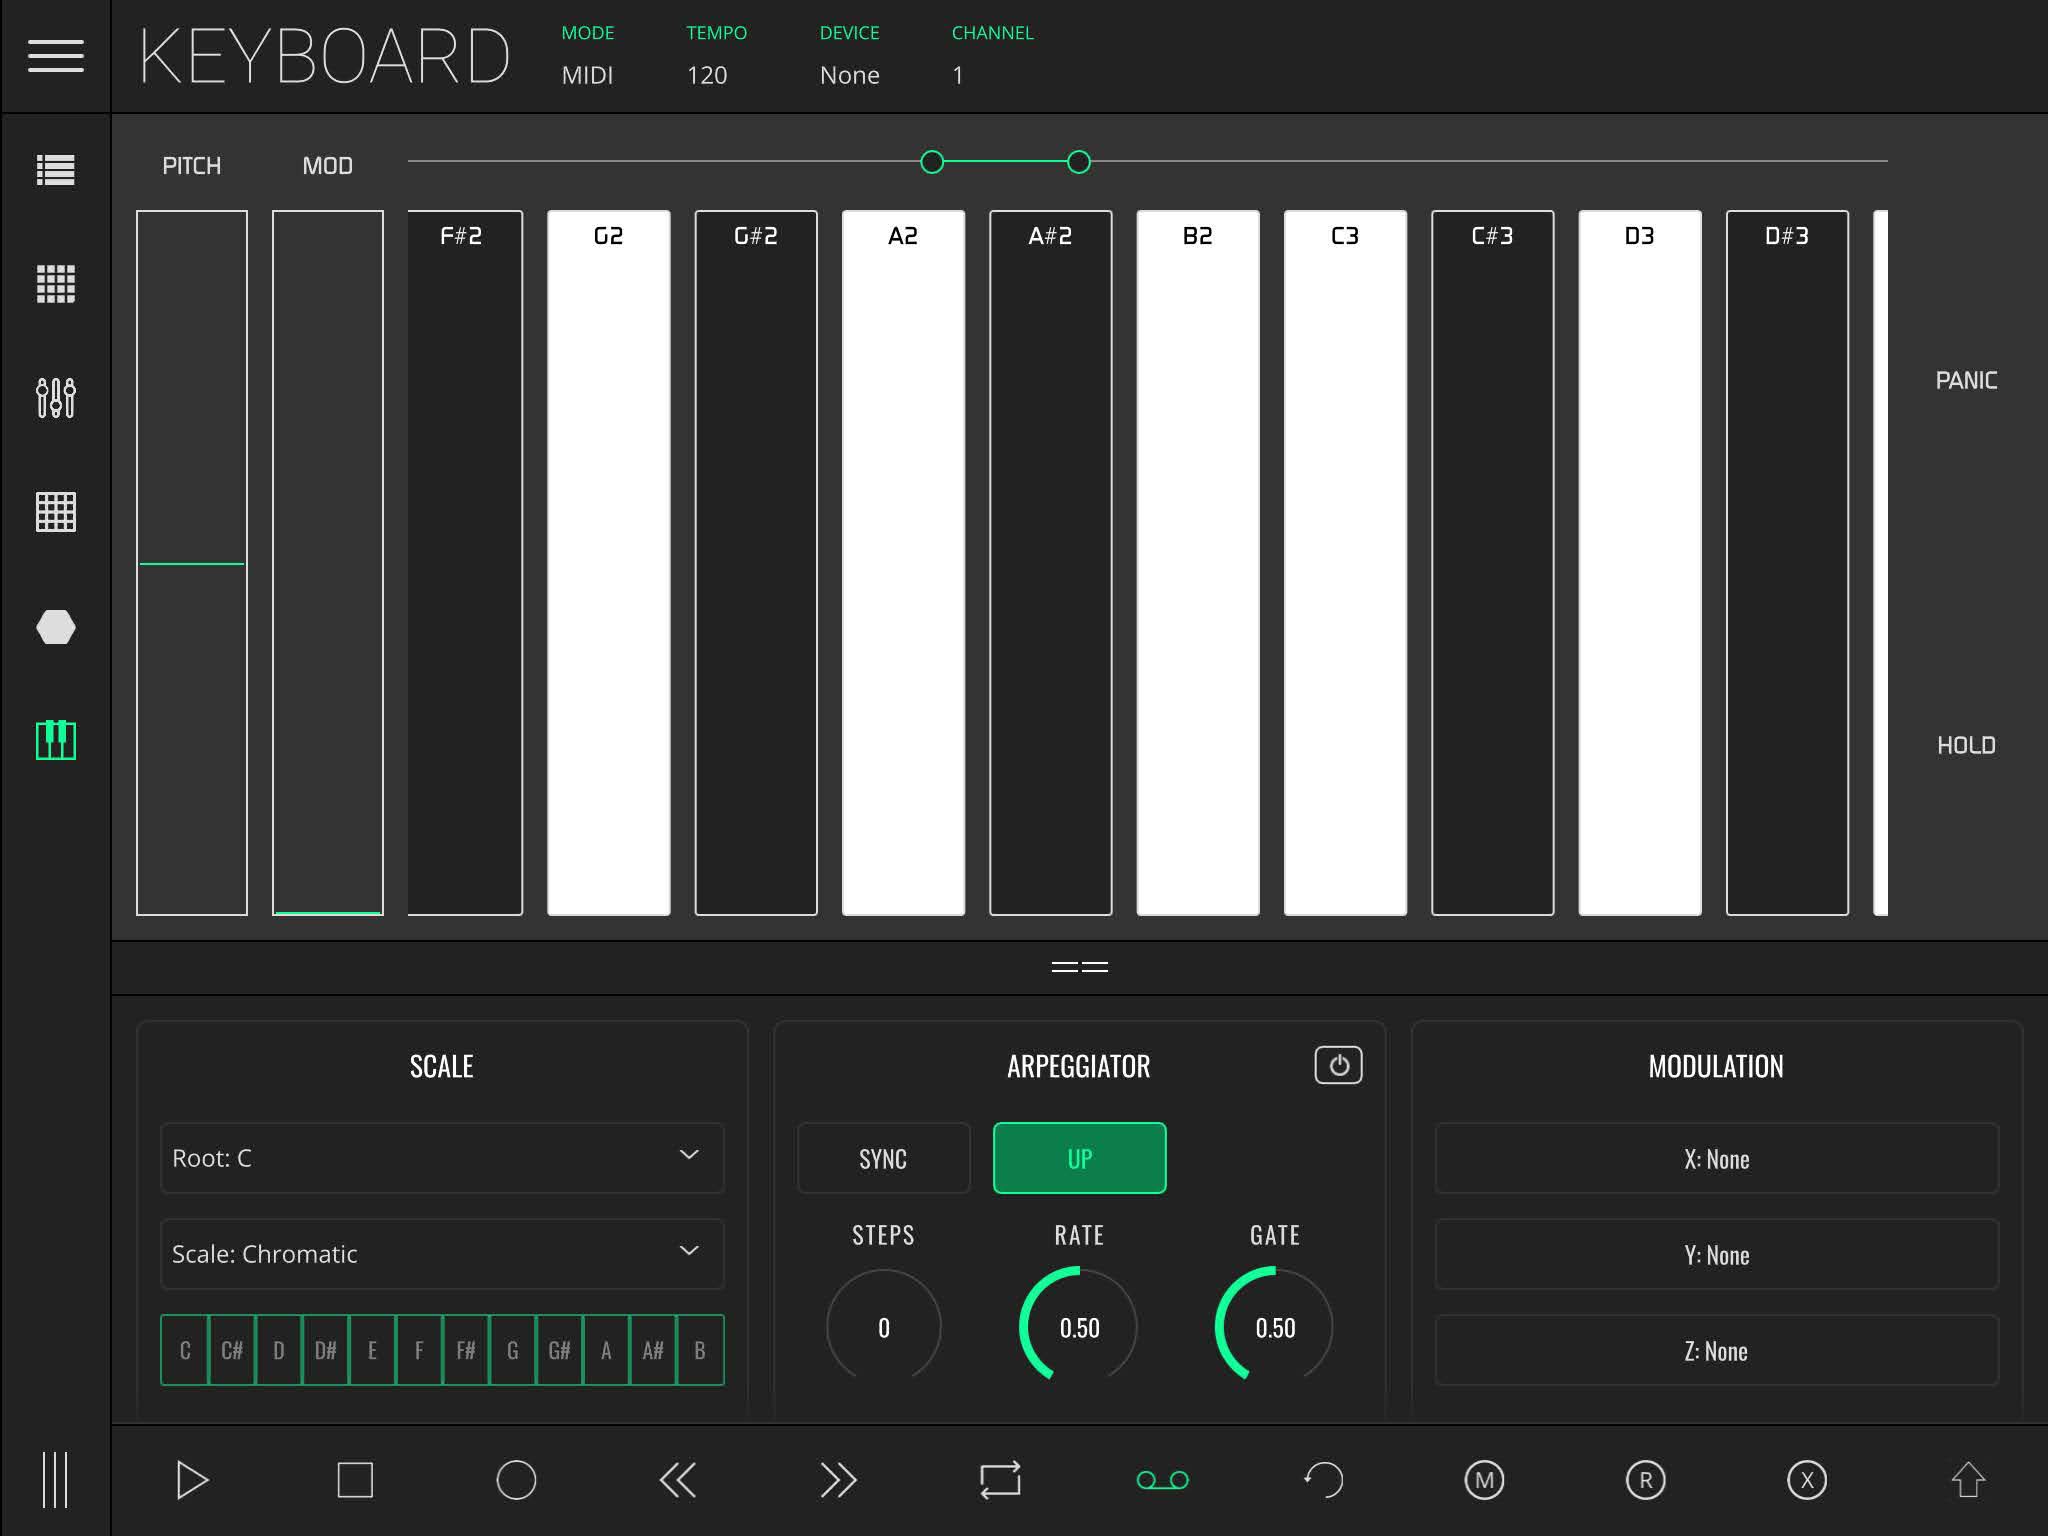 KEYBOARD
MODE TEMPO DEVICE CHANNEL
MIDI 120 None 1
PITCH MOD
F#2 G2 G#2 A2 A#2 B2 C3 C#3 D3 D#3
PANIC
HOLD
SCALE
Root: C
Scale: Chromatic
C C# D D# E F F# G G# A A# B
ARPEGGIATOR
SYNC UP
STEPS RATE GATE
0 0.50 0.50
MODULATION
X: None
Y: None
Z: None
M R X